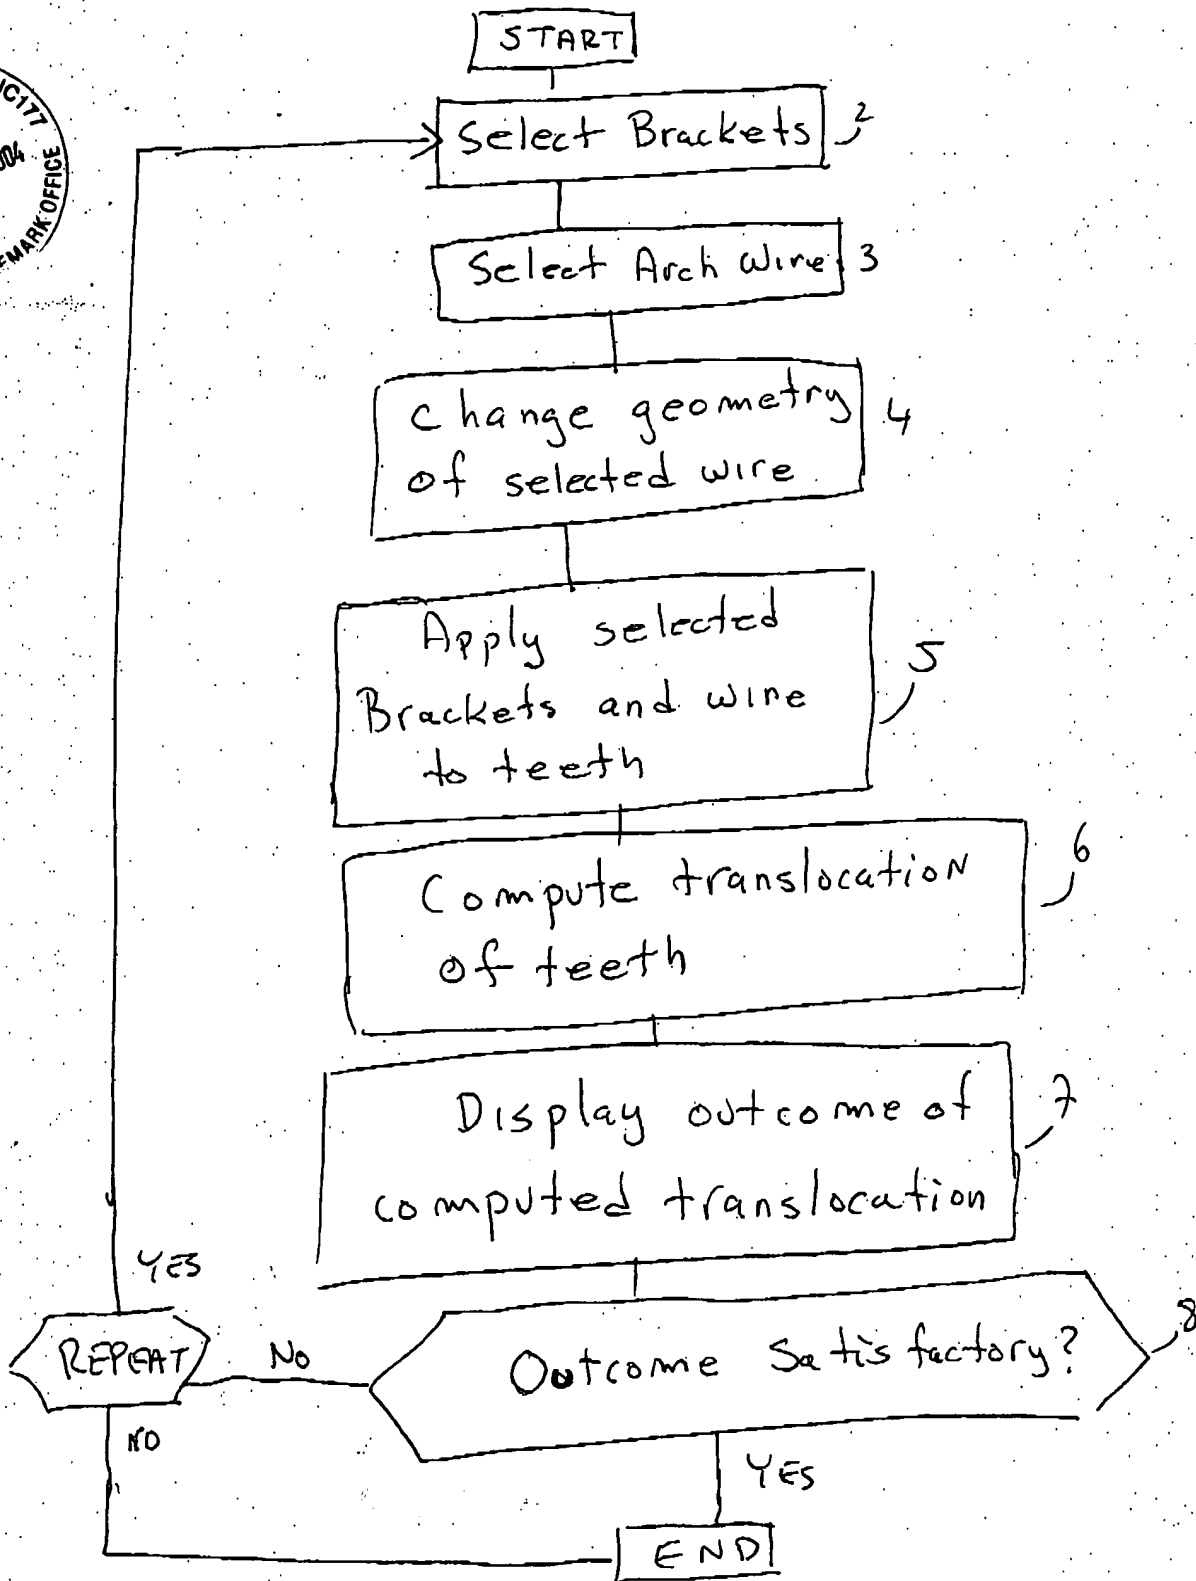 START
Select Brackets
2
Select Arch Wire
3
Change geometry
of selected wire
4
Apply selected
Brackets and wire
to teeth
5
Compute translocation
of teeth
6
Display outcome of
computed translocation
7
YES
REPEAT
No
Outcome Satisfactory?
8
NO
YES
END